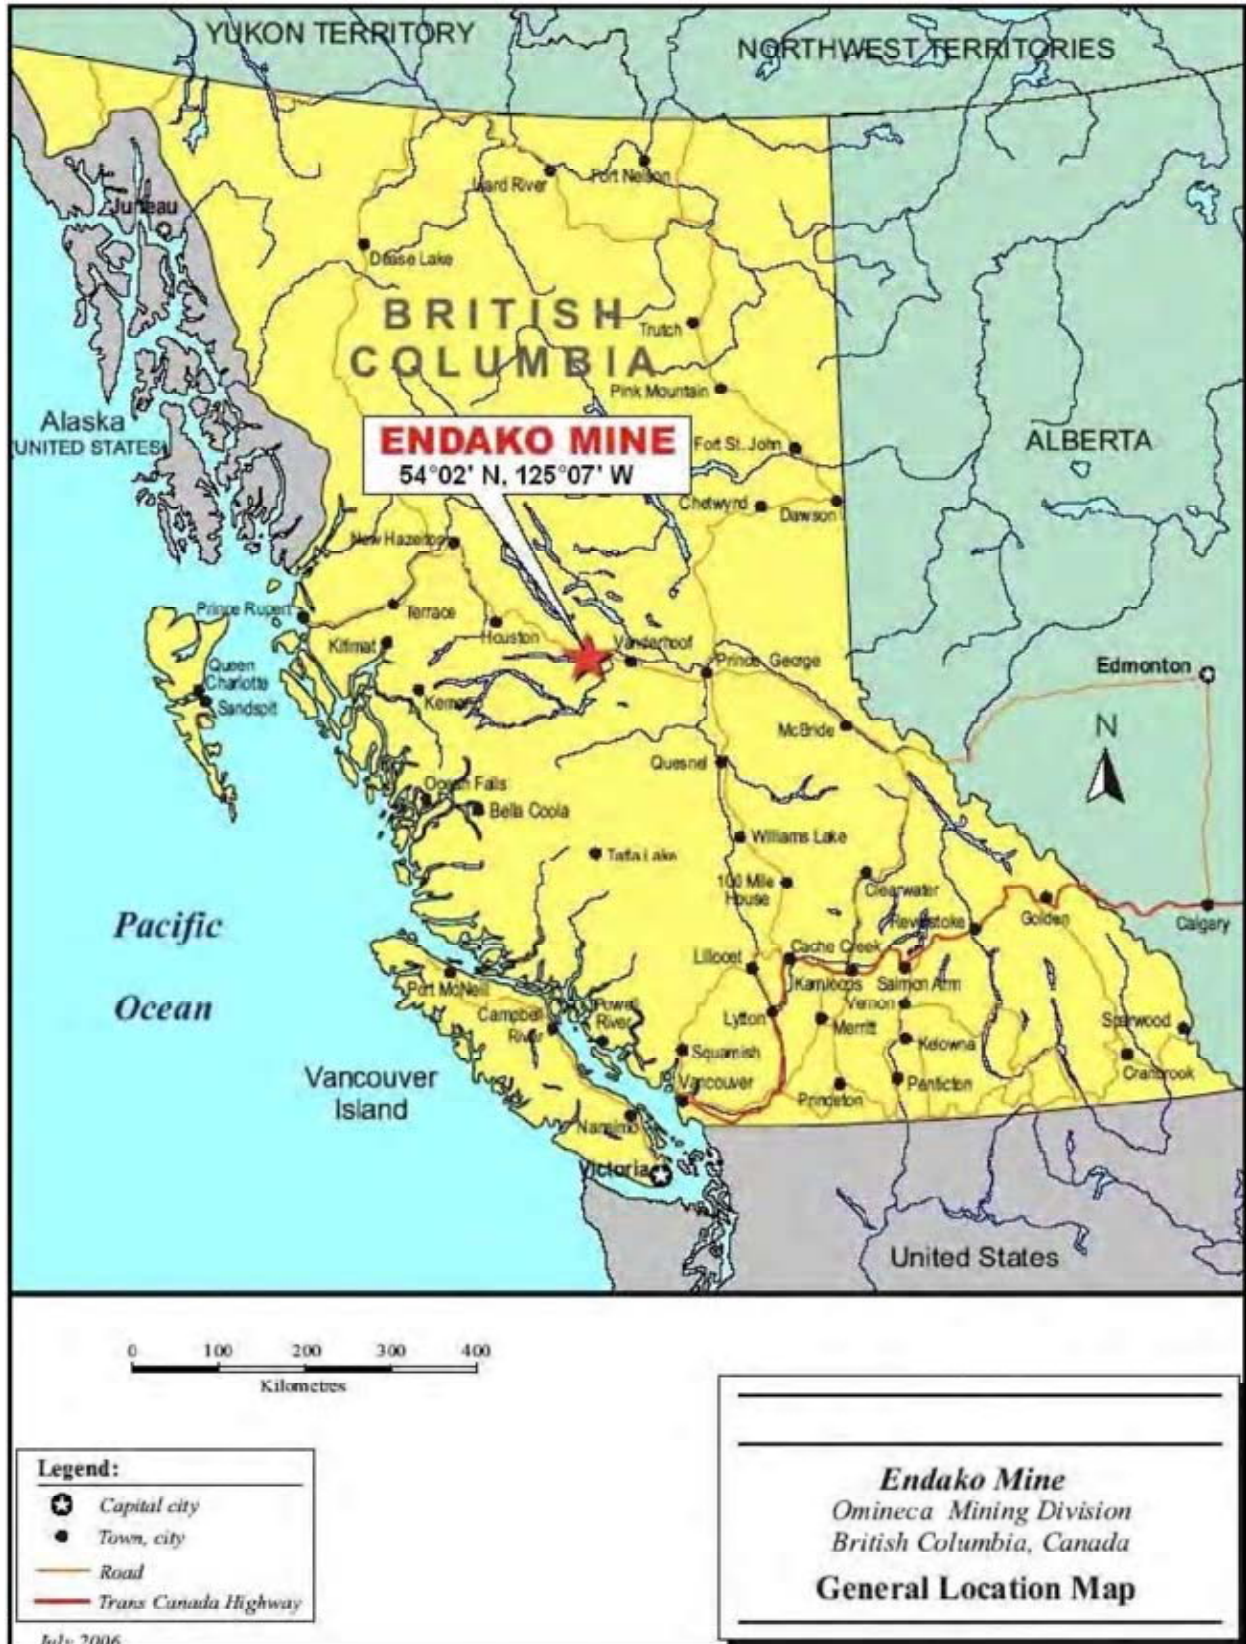 YUKON TERRITORY
NORTHWEST TERRITORIES
Liard River
Fort Nelson
Juneau
Dease Lake
BRITISH
COLUMBIA
Trutch
Pink Mountain
Alaska
(UNITED STATES)
ENDAKO MINE
54°02' N, 125°07' W
Fort St. John
ALBERTA
Chetwynd
Dawson
New Hazelton
Prince Rupert
Terrace
Kitimat
Houston
Vanderhoof
Prince George
Edmonton
Queen
Charlotte
Sandspit
Kemano
McBride
N
Quesnel
Ocean Falls
Bella Coola
Williams Lake
Tatla Lake
100 Mile
House
Clearwater
Pacific
Ocean
Revelstoke
Golden
Calgary
Lillooet
Cache Creek
Kamloops
Salmon Arm
Port McNeill
Campbell
River
Powell
River
Vernon
Lytton
Merritt
Sparwood
Squamish
Kelowna
Vancouver
Island
Vancouver
Princeton
Penticton
Cranbrook
Nanaimo
Victoria
United States
0 100 200 300 400
Kilometres
Legend:
Capital city
Town, city
Road
Trans Canada Highway
July 2006
Endako Mine
Omineca Mining Division
British Columbia, Canada
General Location Map